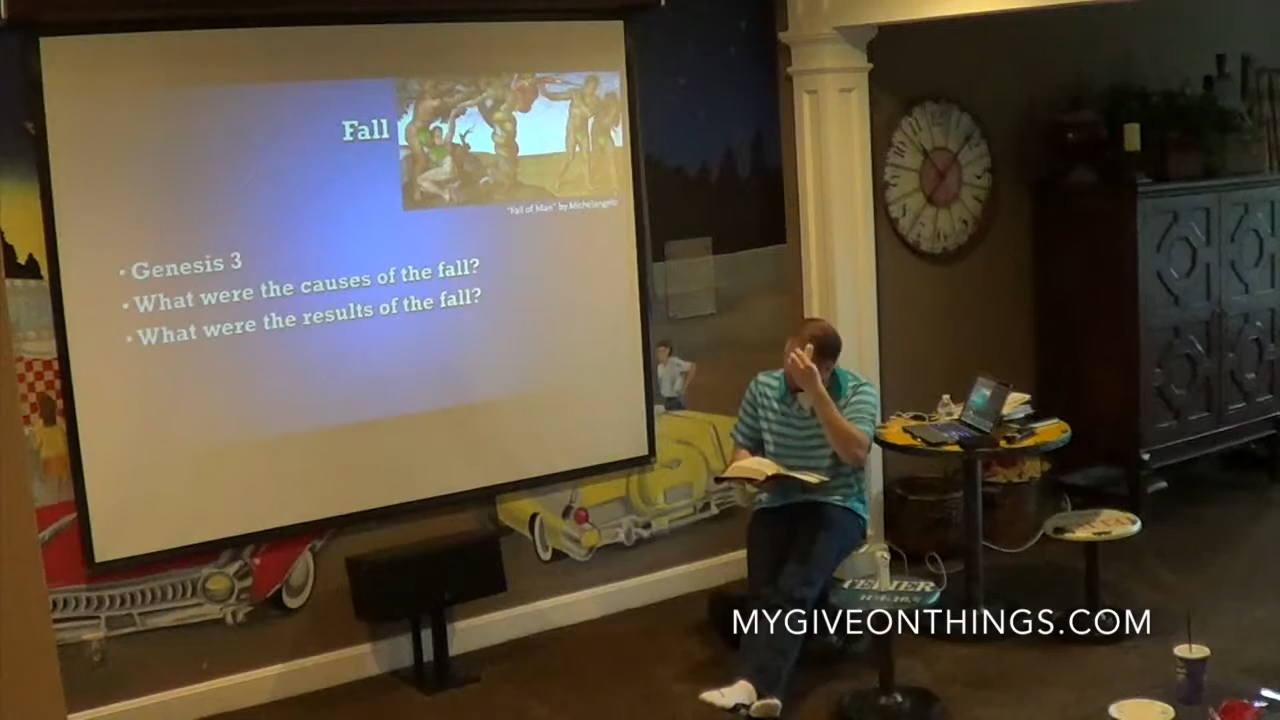 Fall
"Fall of Man" by Michelangelo
• Genesis 3
• What were the causes of the fall?
• What were the results of the fall?
MYGIVEONTHINGS.COM